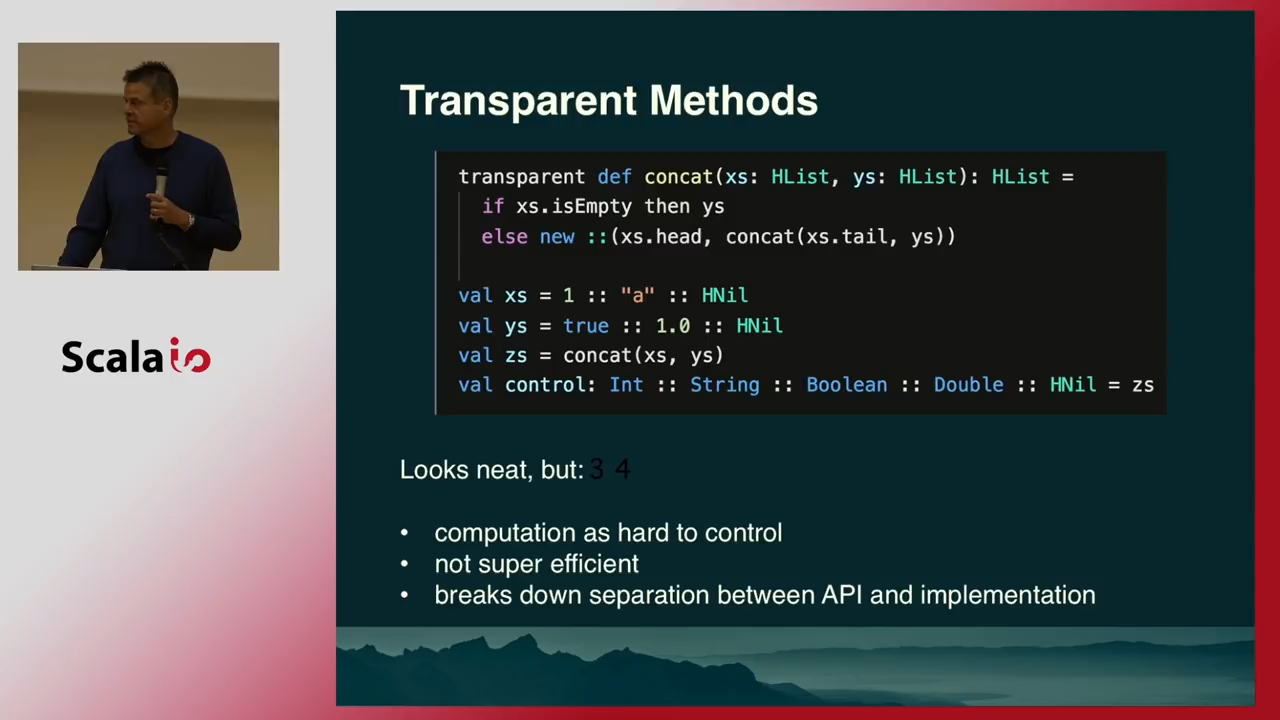 Transparent Methods
transparent def concat(xs: HList, ys: HList): HList =
if xs.isEmpty then ys
else new ::(xs.head, concat(xs.tail, ys))
val xs = 1 :: "a" :: HNil
val ys = true :: 1.0 :: HNil
val zs = concat(xs, ys)
val control: Int :: String :: Boolean :: Double :: HNil = zs
Scalaio
Looks neat, but: 3 4
• computation as hard to control
• not super efficient
• breaks down separation between API and implementation